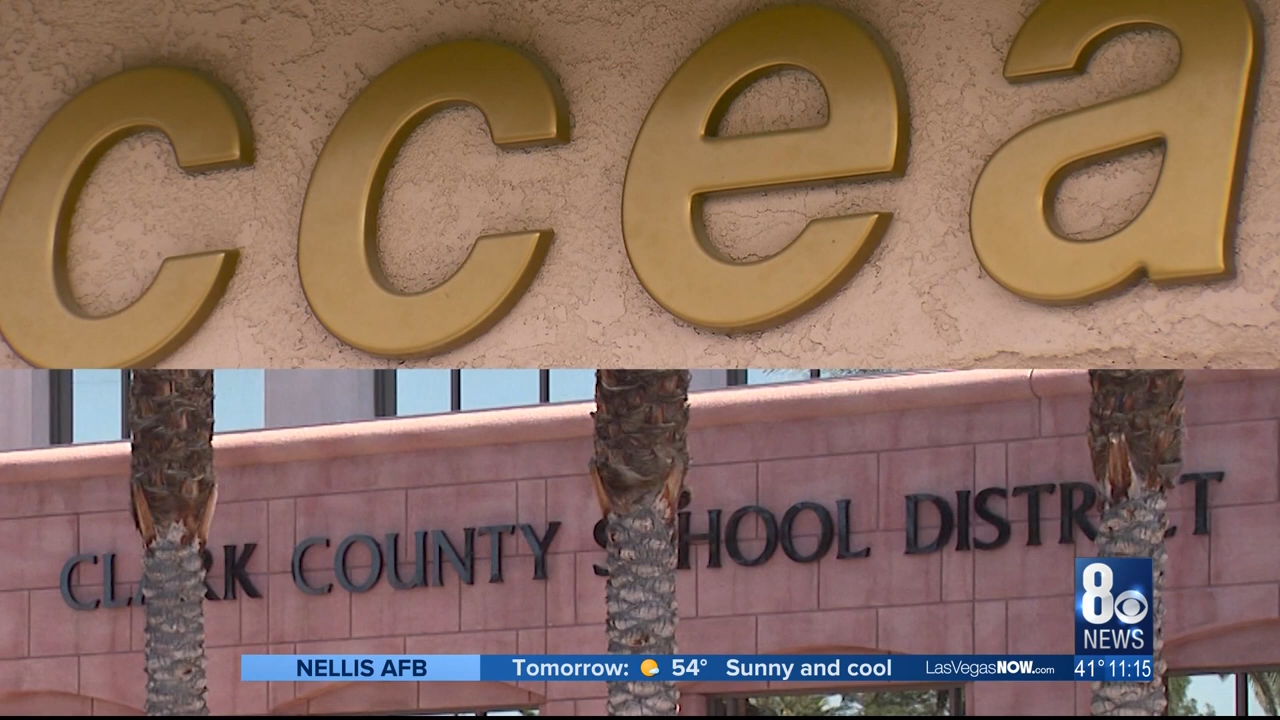 ccea
CLARK COUNTY SCHOOL DISTRICT
8
NEWS
NELLIS AFB Tomorrow: 54° Sunny and cool LasVegasNOW.com 41° 11:15